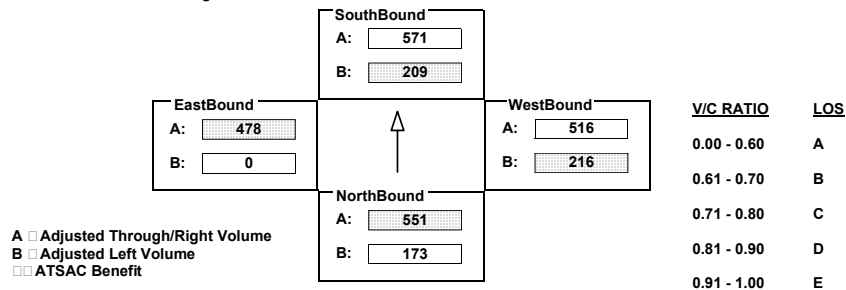 SouthBound
A: 571
B: 209
EastBound
A: 478
B: 0
WestBound
A: 516
B: 216
NorthBound
A: 551
B: 173
A □ Adjusted Through/Right Volume
B □ Adjusted Left Volume
□□ ATSAC Benefit
V/C RATIO LOS
0.00 - 0.60 A
0.61 - 0.70 B
0.71 - 0.80 C
0.81 - 0.90 D
0.91 - 1.00 E